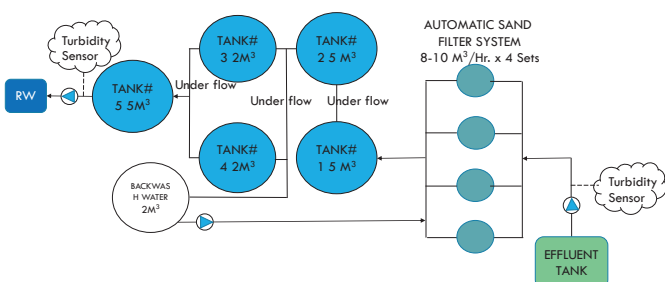 AUTOMATIC SAND
FILTER SYSTEM
8-10 M³/Hr. x 4 Sets
Turbidity
Sensor
TANK#
3 2M³
TANK#
2 5 M³
RW
TANK#
5 5M³
Under flow
Under flow
Under flow
TANK#
4 2M³
TANK#
1 5 M³
BACKWAS
H WATER
2M³
Turbidity
Sensor
EFFLUENT
TANK